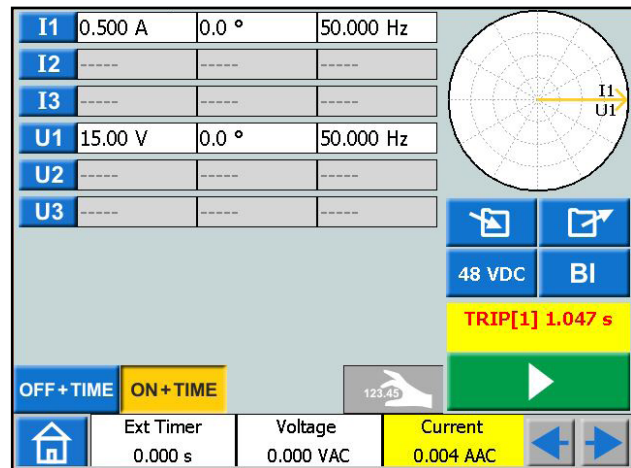 I1 0.500 A 0.0 ° 50.000 Hz
I2 ----- ----- -----
I3 ----- ----- -----
U1 15.00 V 0.0 ° 50.000 Hz
U2 ----- ----- -----
U3 ----- ----- -----
I1
U1
48 VDC BI
TRIP[1] 1.047 s
OFF+TIME ON+TIME 123.45
Ext Timer Voltage Current
0.000 s 0.000 VAC 0.004 AAC